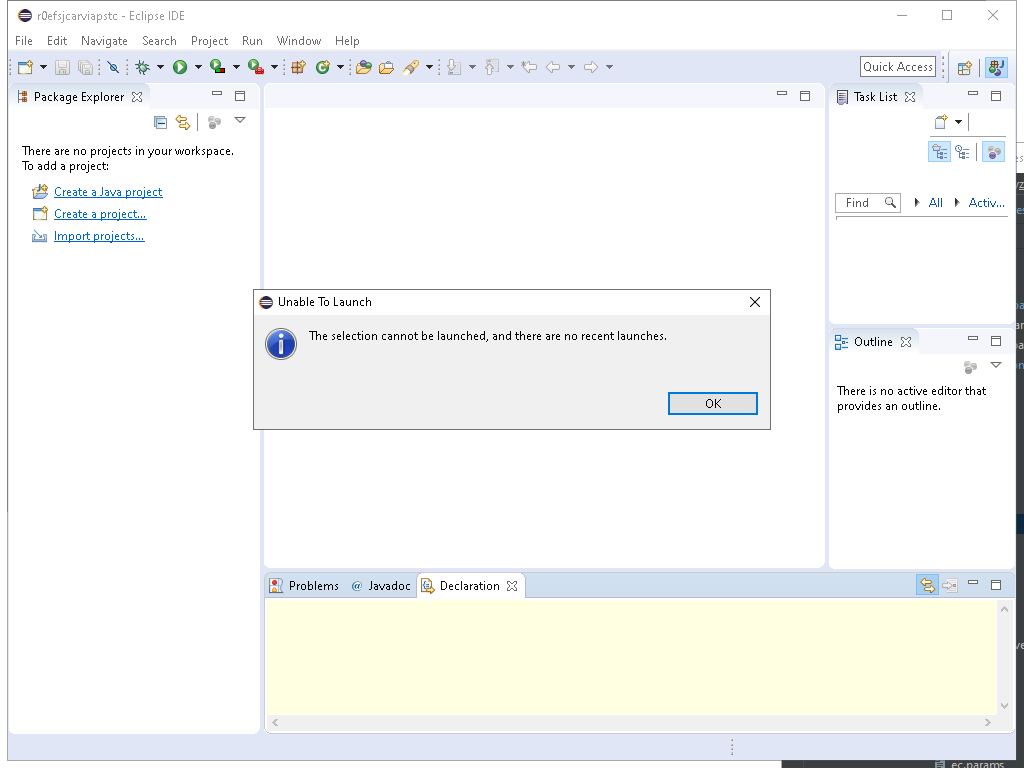 r0efsjcarviapstc - Eclipse IDE
File Edit Navigate Search Project Run Window Help
Quick Access
Package Explorer
There are no projects in your workspace.
To add a project:
Create a Java project
Create a project...
Import projects...
Task List
Find
All
Activ...
Unable To Launch
The selection cannot be launched, and there are no recent launches.
OK
Outline
There is no active editor that
provides an outline.
Problems
@ Javadoc
Declaration
ec.params